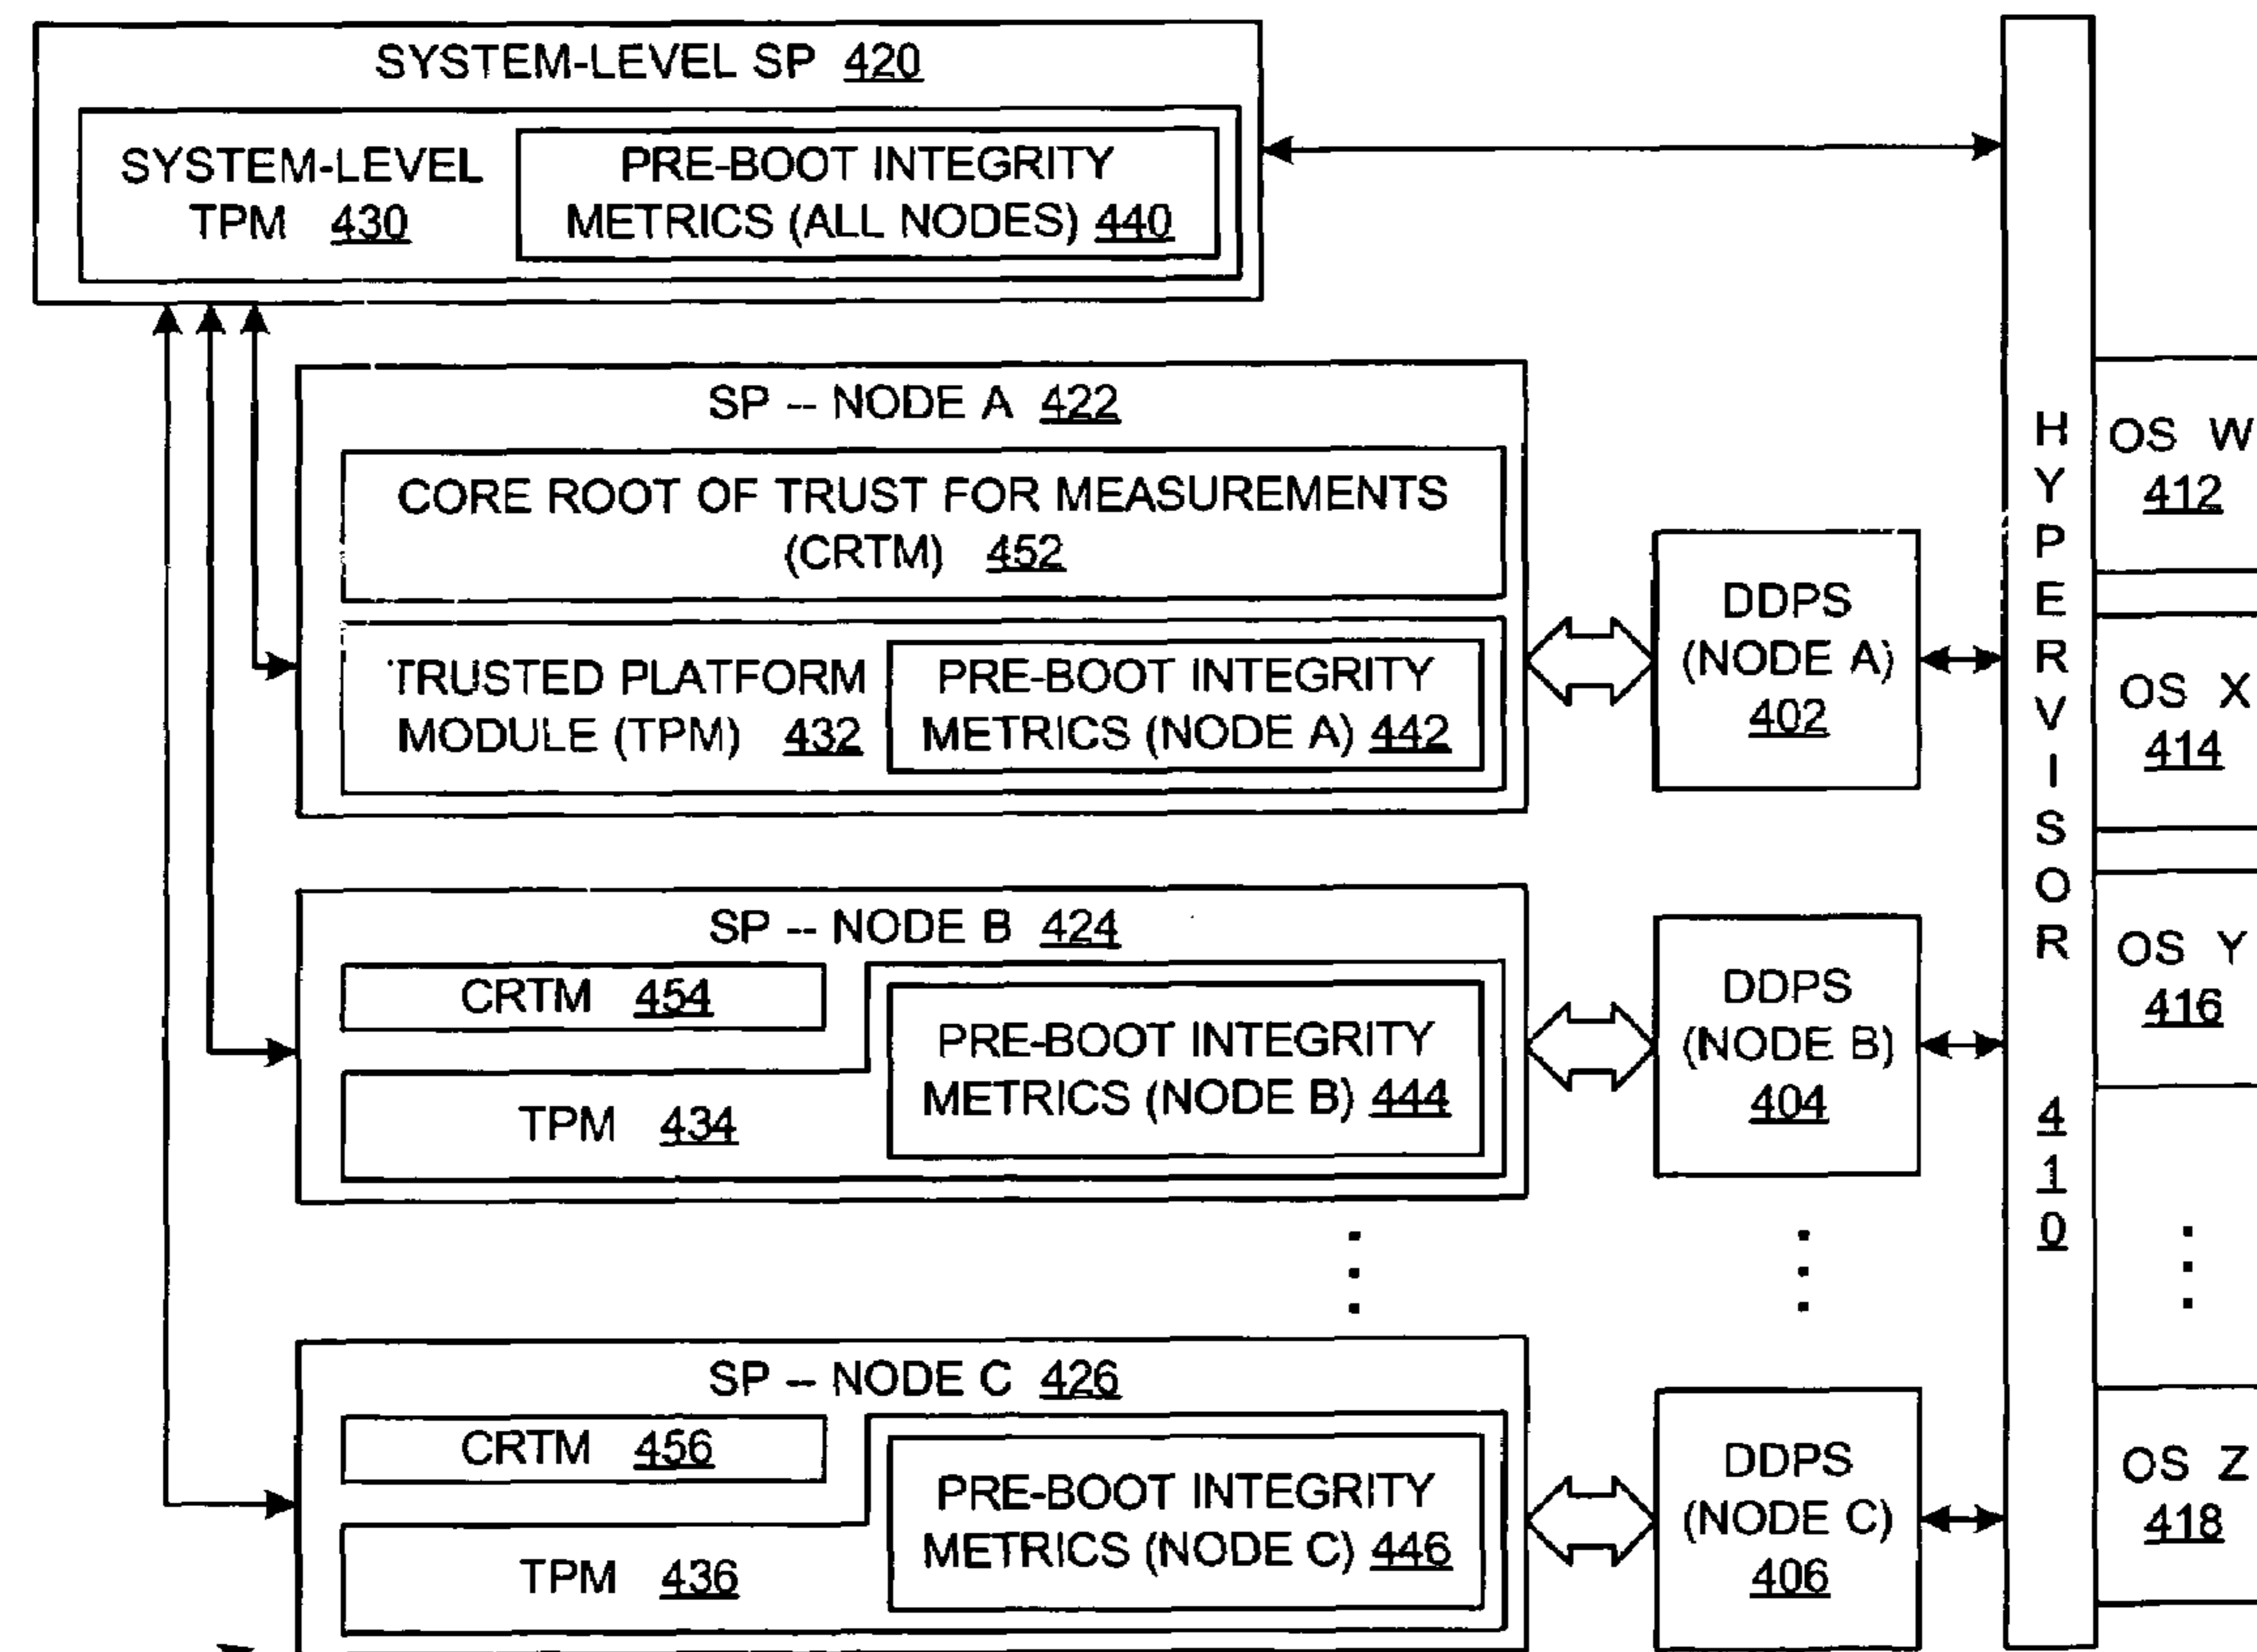 SYSTEM-LEVEL SP 420
SYSTEM-LEVEL
TPM 430
PRE-BOOT INTEGRITY
METRICS (ALL NODES) 440
SP -- NODE A 422
CORE ROOT OF TRUST FOR MEASUREMENTS
(CRTM) 452
TRUSTED PLATFORM
MODULE (TPM) 432
PRE-BOOT INTEGRITY
METRICS (NODE A) 442
DDPS
(NODE A)
402
SP -- NODE B 424
CRTM 454
TPM 434
PRE-BOOT INTEGRITY
METRICS (NODE B) 444
DDPS
(NODE B)
404
SP -- NODE C 426
CRTM 456
TPM 436
PRE-BOOT INTEGRITY
METRICS (NODE C) 446
DDPS
(NODE C)
406
HYPERVISOR 410
OS W
412
OS X
414
OS Y
416
OS Z
418